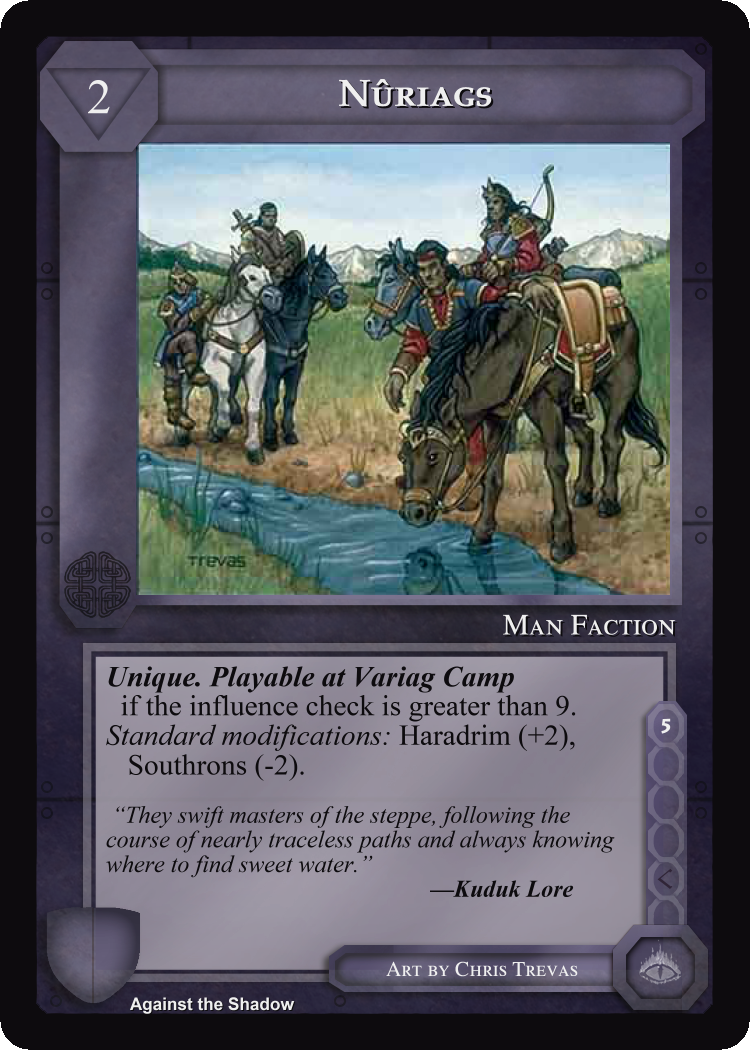 2
Nûriags
Trevas
Man Faction
Unique. Playable at Variag Camp
if the influence check is greater than 9.
Standard modifications: Haradrim (+2),
Southrons (-2).
5
“They swift masters of the steppe, following the
course of nearly traceless paths and always knowing
where to find sweet water.”
—Kuduk Lore
Art by Chris Trevas
Against the Shadow